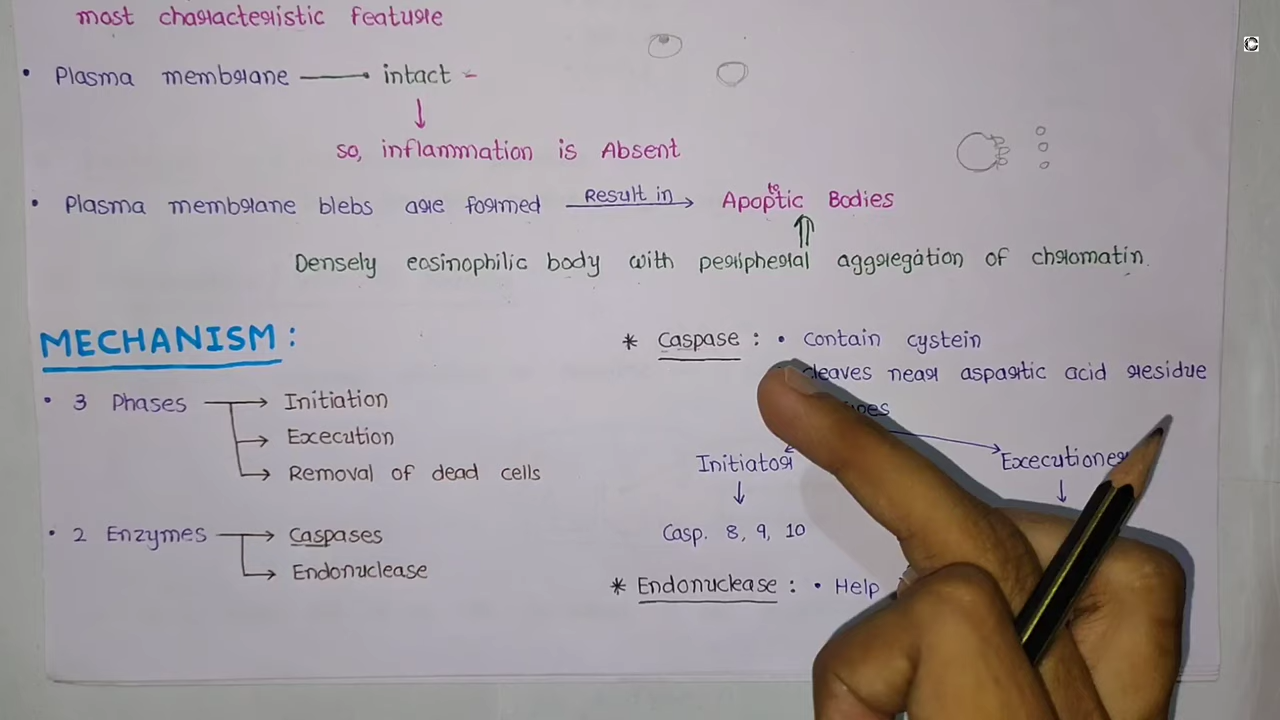 most characteristic feature
• Plasma membrane → intact -
↓
so, inflammation is Absent
• Plasma membrane blebs are formed Result in → Apoptotic Bodies
Densely eosinophilic body with peripheral aggregation of chromatin.
MECHANISM:
• 3 Phases → Initiation
→ Execution
→ Removal of dead cells
• 2 Enzymes → Caspases
→ Endonuclease
* Caspase : • contain cystein
cleaves near aspartic acid residue
Initiator
Executioner
↓ ↓
Casp. 8, 9, 10
* Endonuclease : • Help
C